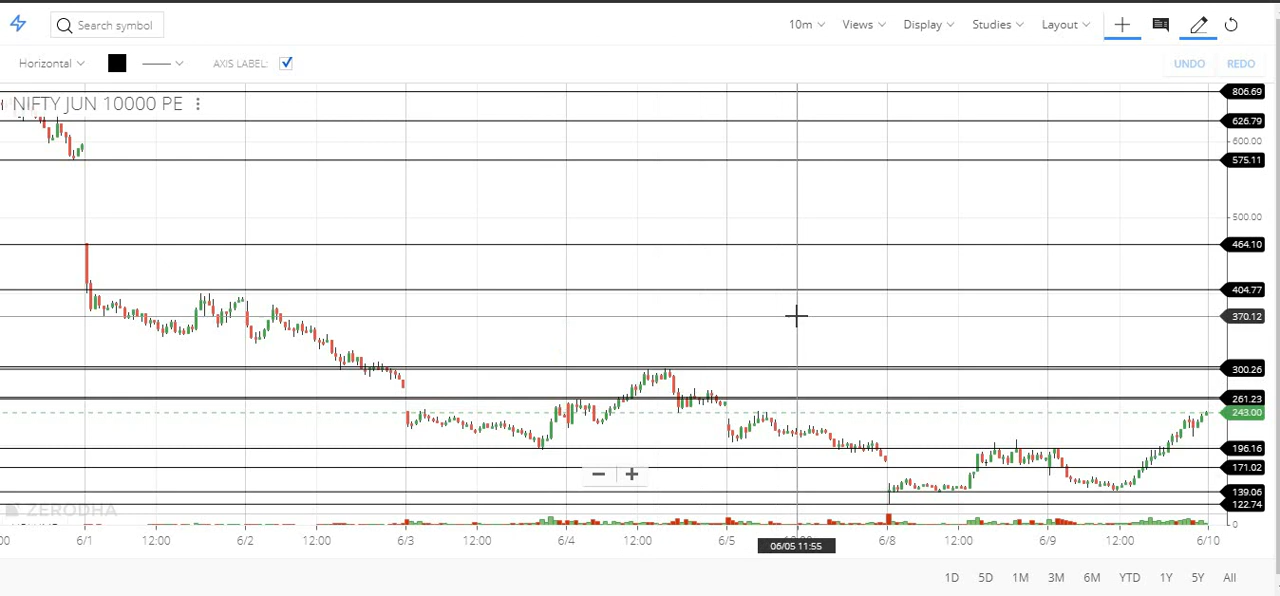 Search symbol
10m Views Display Studies Layout
Horizontal AXIS LABEL: UNDO REDO
NIFTY JUN 10000 PE
806.69
626.79
600.00
575.11
500.00
464.10
404.77
370.12
300.26
261.23
243.00
196.16
171.02
139.06
122.74
ZERODHA
0
00 6/1 12:00 6/2 12:00 6/3 12:00 6/4 12:00 6/5 6/8 12:00 6/9 12:00 6/10
06/05 11:55
1D 5D 1M 3M 6M YTD 1Y 5Y All